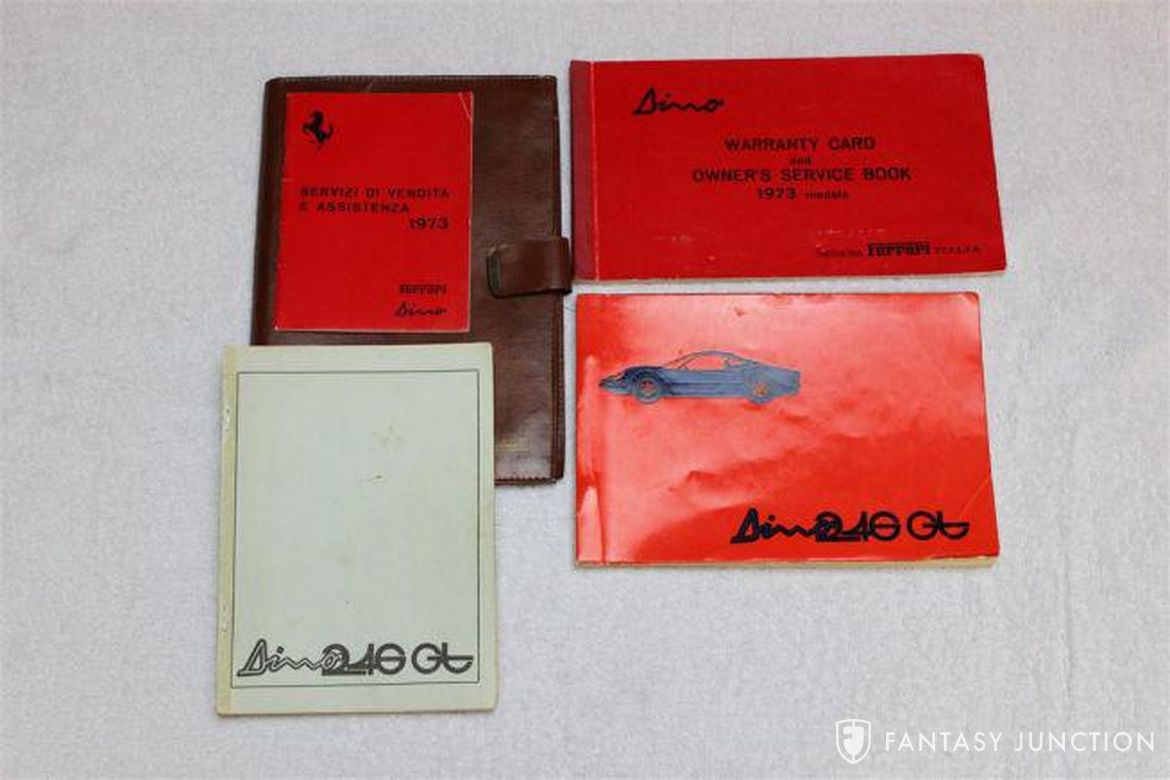 SERVIZI DI VENDITA
E ASSISTENZA
1973
Ferrari
Dino
Dino
WARRANTY CARD
and
OWNER'S SERVICE BOOK
1973 models
Ferrari ITALIA
Dino 246 GT
Dino 246 GT
FANTASY JUNCTION